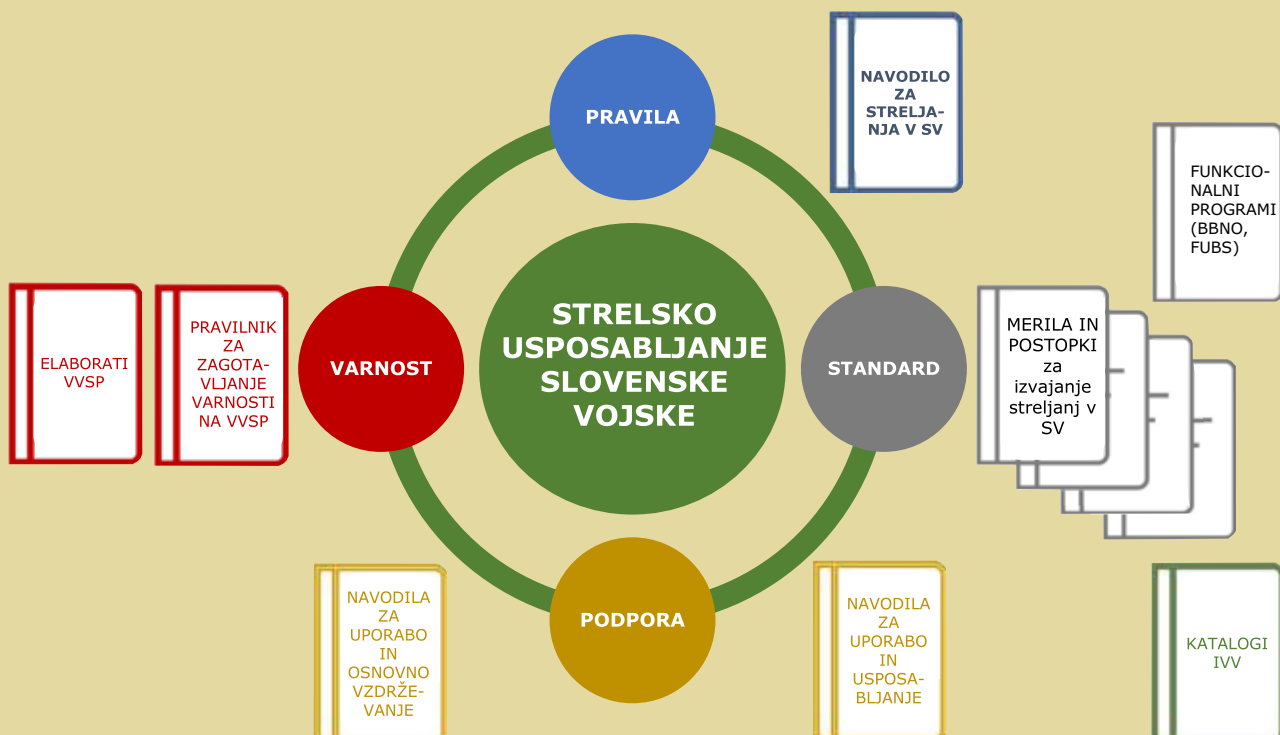 PRAVILA
NAVODILO
ZA
STRELJA-
NJA V SV
FUNKCIO-
NALNI
PROGRAMI
(BBNO,
FUBS)
ELABORATI
VVSP
PRAVILNIK
ZA
ZAGOTA-
VLJANJE
VARNOSTI
NA VVSP
VARNOST
STRELSKO
USPOSABLJANJE
SLOVENSKE
VOJSKE
STANDARD
MERILA IN
POSTOPKI
za
izvajanje
streljanj v
SV
NAVODILA
ZA
UPORABO
IN
OSNOVNO
VZDRŽE-
VANJE
PODPORA
NAVODILA
ZA
UPORABO
IN
USPOSA-
BLJANJE
KATALOGI
IVV